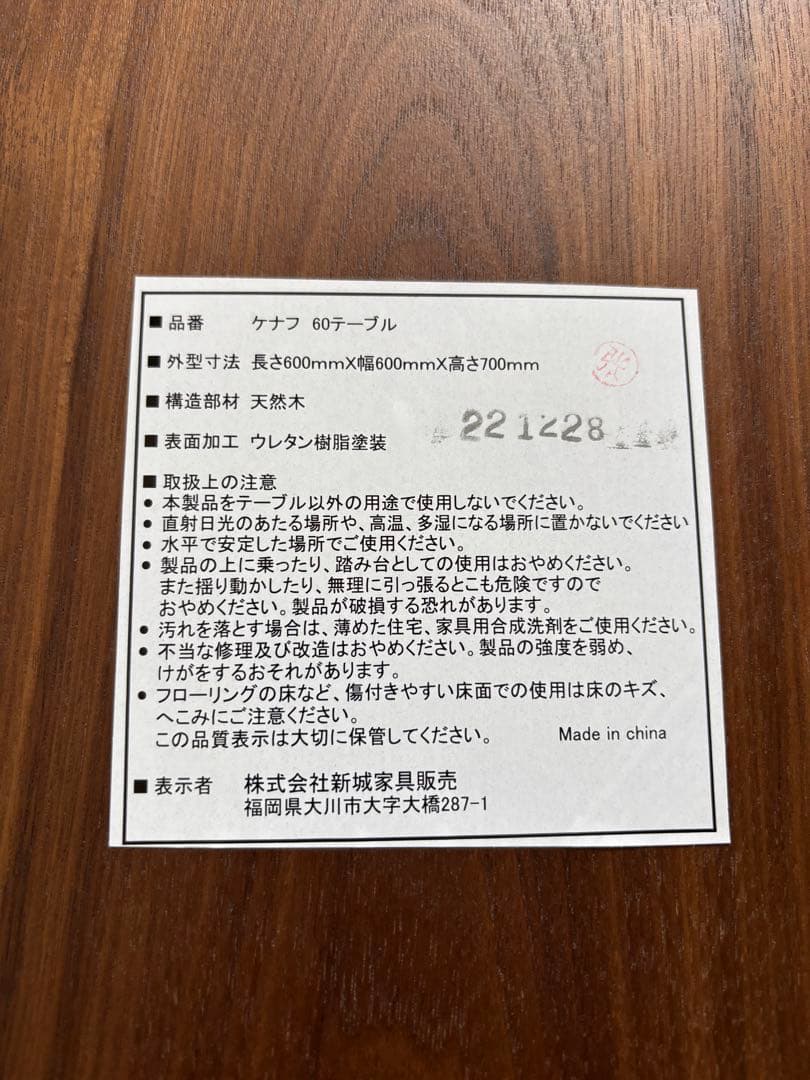 ■ 品番 ケナフ 60テーブル
■ 外型寸法 長さ600mmX幅600mmX高さ700mm
張
■ 構造部材 天然木
221228
■ 表面加工 ウレタン樹脂塗装
■ 取扱上の注意
● 本製品をテーブル以外の用途で使用しないでください。
● 直射日光のあたる場所や、高温、多湿になる場所に置かないでください
● 水平で安定した場所でご使用ください。
● 製品の上に乗ったり、踏み台としての使用はおやめください。
また揺り動かしたり、無理に引っ張るとこも危険ですので
おやめください。製品が破損する恐れがあります。
● 汚れを落とす場合は、薄めた住宅、家具用合成洗剤をご使用ください。
● 不当な修理及び改造はおやめください。製品の強度を弱め、
けがをするおそれがあります。
● フローリングの床など、傷付きやすい床面での使用は床のキズ、
へこみにご注意ください。
この品質表示は大切に保管してください。 Made in china
■ 表示者 株式会社新城家具販売
福岡県大川市大字大橋287-1